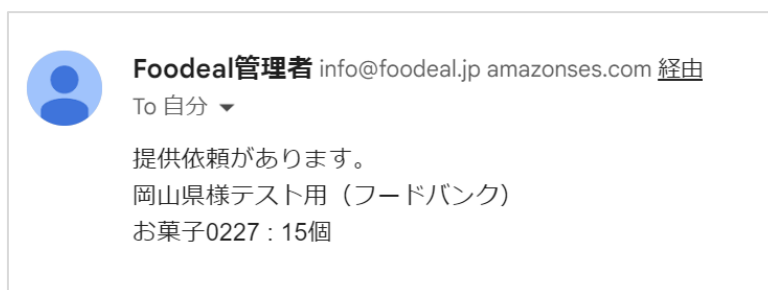 Foodeal管理者 info@foodeal.jp amazonses.com 経由
To 自分
提供依頼があります。
岡山県様テスト用（フードバンク）
お菓子0227 : 15個